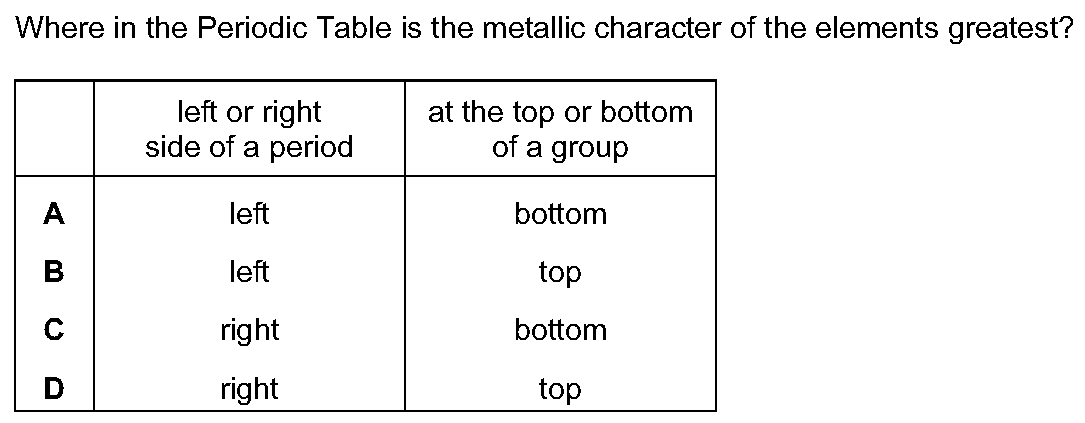 Where in the Periodic Table is the metallic character of the elements greatest?
left or right at the top or bottom
side of a period of a group
A left bottom
B left top
C right bottom
D right top